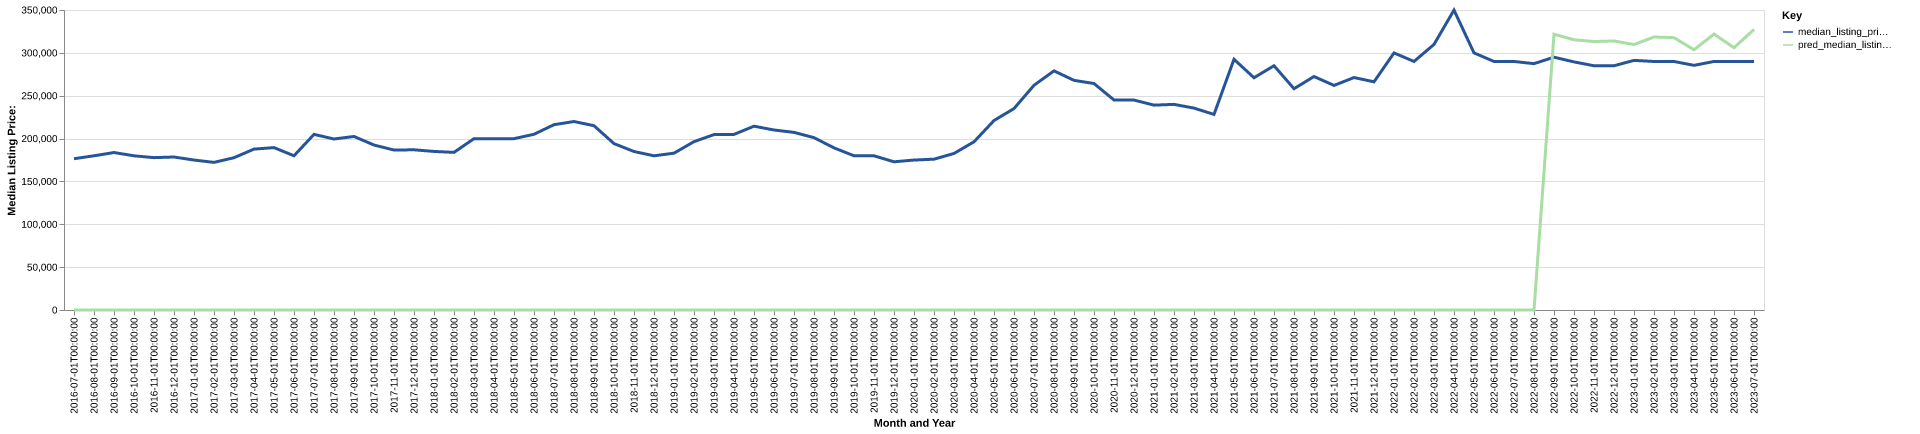 350,000
300,000
250,000
200,000
150,000
100,000
50,000
0
Median Listing Price:
2016-07-01T00:00:00
2016-08-01T00:00:00
2016-09-01T00:00:00
2016-10-01T00:00:00
2016-11-01T00:00:00
2016-12-01T00:00:00
2017-01-01T00:00:00
2017-02-01T00:00:00
2017-03-01T00:00:00
2017-04-01T00:00:00
2017-05-01T00:00:00
2017-06-01T00:00:00
2017-07-01T00:00:00
2017-08-01T00:00:00
2017-09-01T00:00:00
2017-10-01T00:00:00
2017-11-01T00:00:00
2017-12-01T00:00:00
2018-01-01T00:00:00
2018-02-01T00:00:00
2018-03-01T00:00:00
2018-04-01T00:00:00
2018-05-01T00:00:00
2018-06-01T00:00:00
2018-07-01T00:00:00
2018-08-01T00:00:00
2018-09-01T00:00:00
2018-10-01T00:00:00
2018-11-01T00:00:00
2018-12-01T00:00:00
2019-01-01T00:00:00
2019-02-01T00:00:00
2019-03-01T00:00:00
2019-04-01T00:00:00
2019-05-01T00:00:00
2019-06-01T00:00:00
2019-07-01T00:00:00
2019-08-01T00:00:00
2019-09-01T00:00:00
2019-10-01T00:00:00
2019-11-01T00:00:00
2019-12-01T00:00:00
2020-01-01T00:00:00
2020-02-01T00:00:00
2020-03-01T00:00:00
2020-04-01T00:00:00
2020-05-01T00:00:00
2020-06-01T00:00:00
2020-07-01T00:00:00
2020-08-01T00:00:00
2020-09-01T00:00:00
2020-10-01T00:00:00
2020-11-01T00:00:00
2020-12-01T00:00:00
2021-01-01T00:00:00
2021-02-01T00:00:00
2021-03-01T00:00:00
2021-04-01T00:00:00
2021-05-01T00:00:00
2021-06-01T00:00:00
2021-07-01T00:00:00
2021-08-01T00:00:00
2021-09-01T00:00:00
2021-10-01T00:00:00
2021-11-01T00:00:00
2021-12-01T00:00:00
2022-01-01T00:00:00
2022-02-01T00:00:00
2022-03-01T00:00:00
2022-04-01T00:00:00
2022-05-01T00:00:00
2022-06-01T00:00:00
2022-07-01T00:00:00
2022-08-01T00:00:00
2022-09-01T00:00:00
2022-10-01T00:00:00
2022-11-01T00:00:00
2022-12-01T00:00:00
2023-01-01T00:00:00
2023-02-01T00:00:00
2023-03-01T00:00:00
2023-04-01T00:00:00
2023-05-01T00:00:00
2023-06-01T00:00:00
2023-07-01T00:00:00
Month and Year
Key
median_listing_pri…
pred_median_listin…